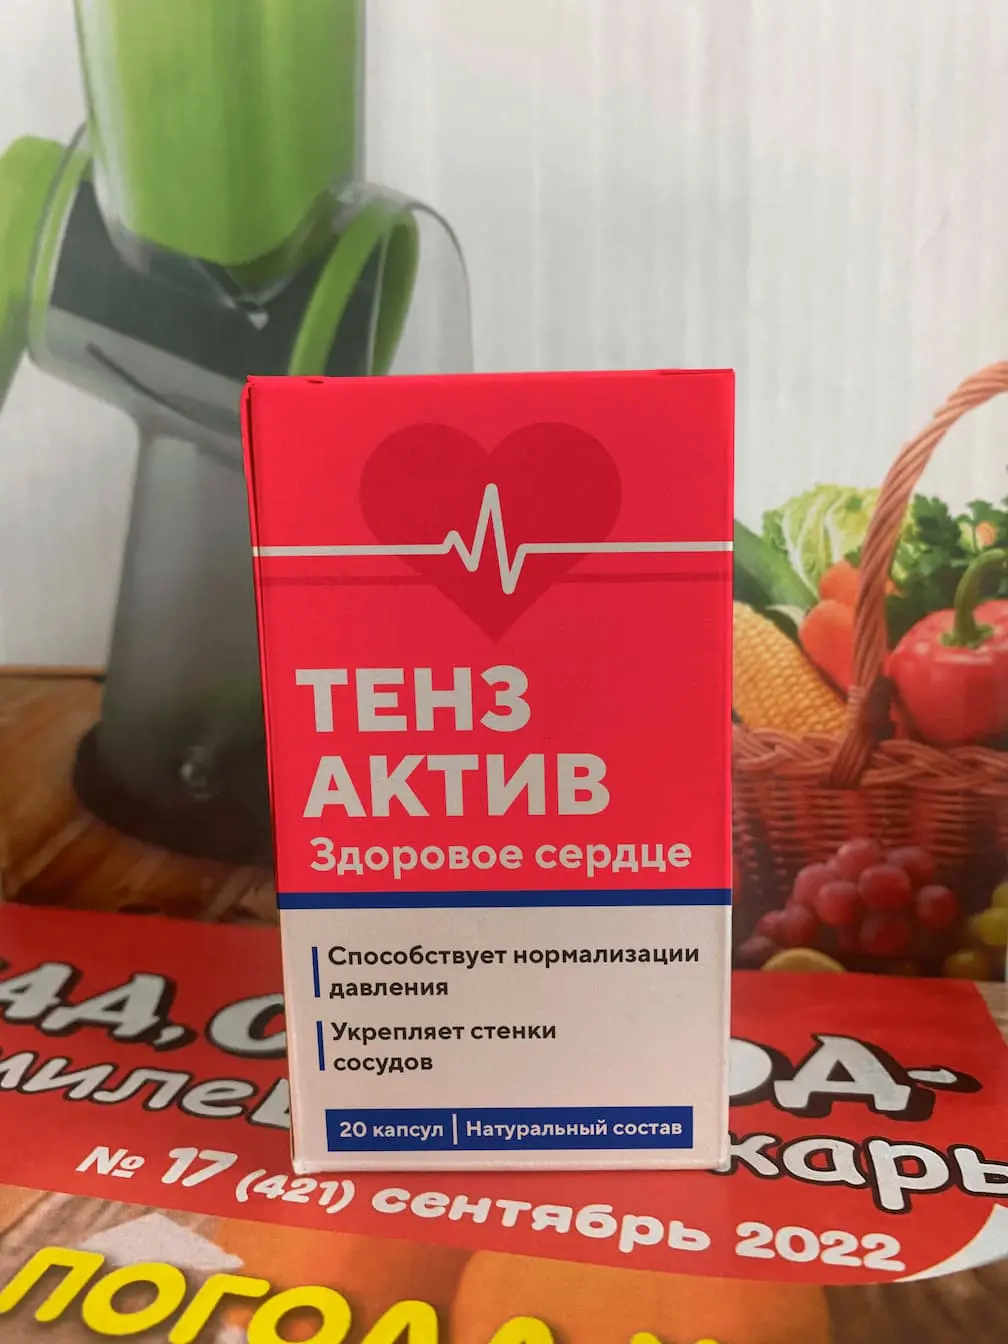 ТЕНЗ
АКТИВ
Здоровое сердце
Способствует нормализации
давления
Укрепляет стенки
сосудов
20 капсул | Натуральный состав
№ 17 (421) сентябрь 2022